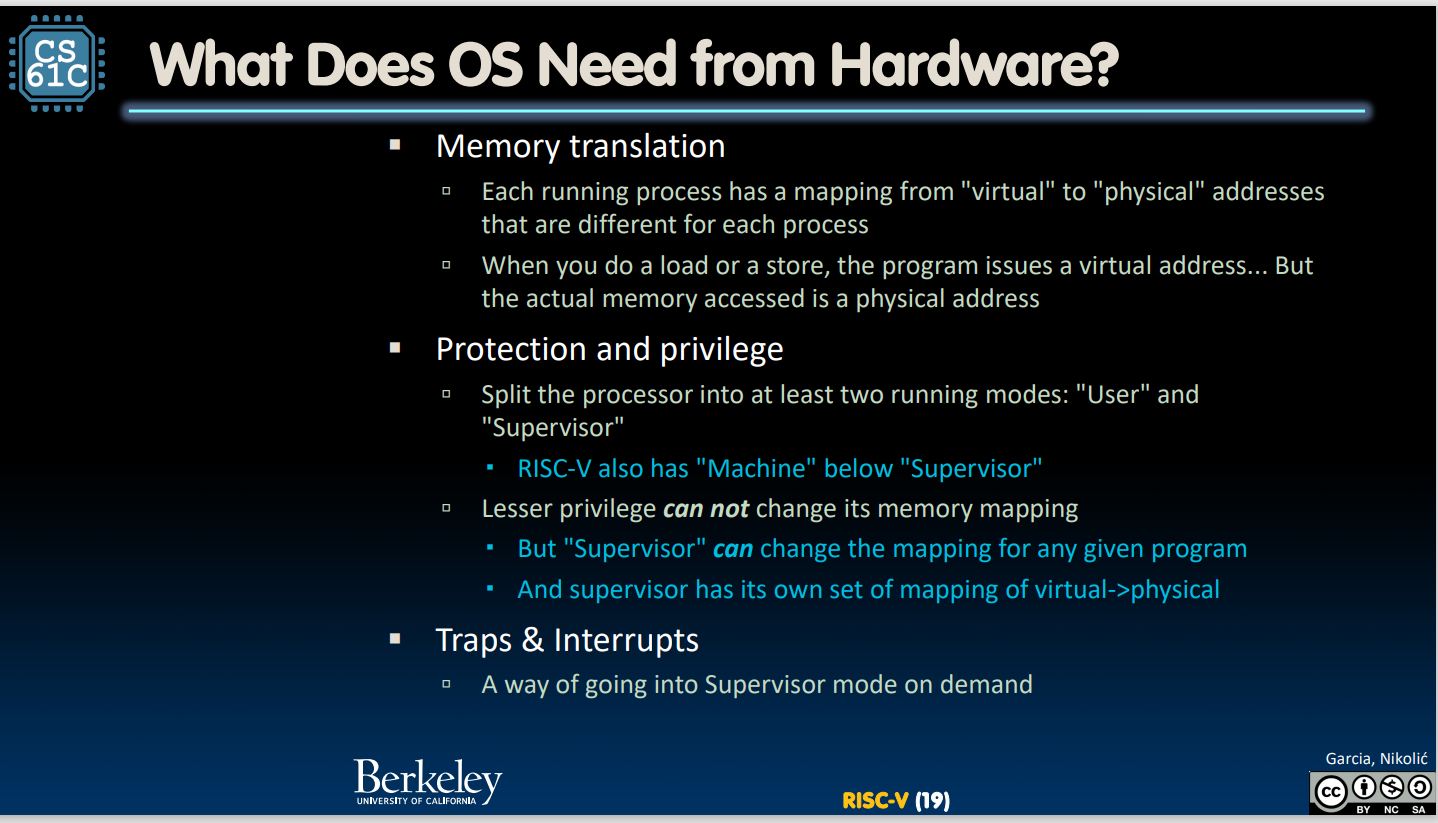 CS
61C
What Does OS Need from Hardware?
▪ Memory translation
▫ Each running process has a mapping from "virtual" to "physical" addresses
that are different for each process
▫ When you do a load or a store, the program issues a virtual address... But
the actual memory accessed is a physical address
▪ Protection and privilege
▫ Split the processor into at least two running modes: "User" and
"Supervisor"
▪ RISC-V also has "Machine" below "Supervisor"
▫ Lesser privilege can not change its memory mapping
▪ But "Supervisor" can change the mapping for any given program
▪ And supervisor has its own set of mapping of virtual->physical
▪ Traps & Interrupts
▫ A way of going into Supervisor mode on demand
Berkeley
UNIVERSITY OF CALIFORNIA
RISC-V (19)
Garcia, Nikolić
cc
BY NC SA